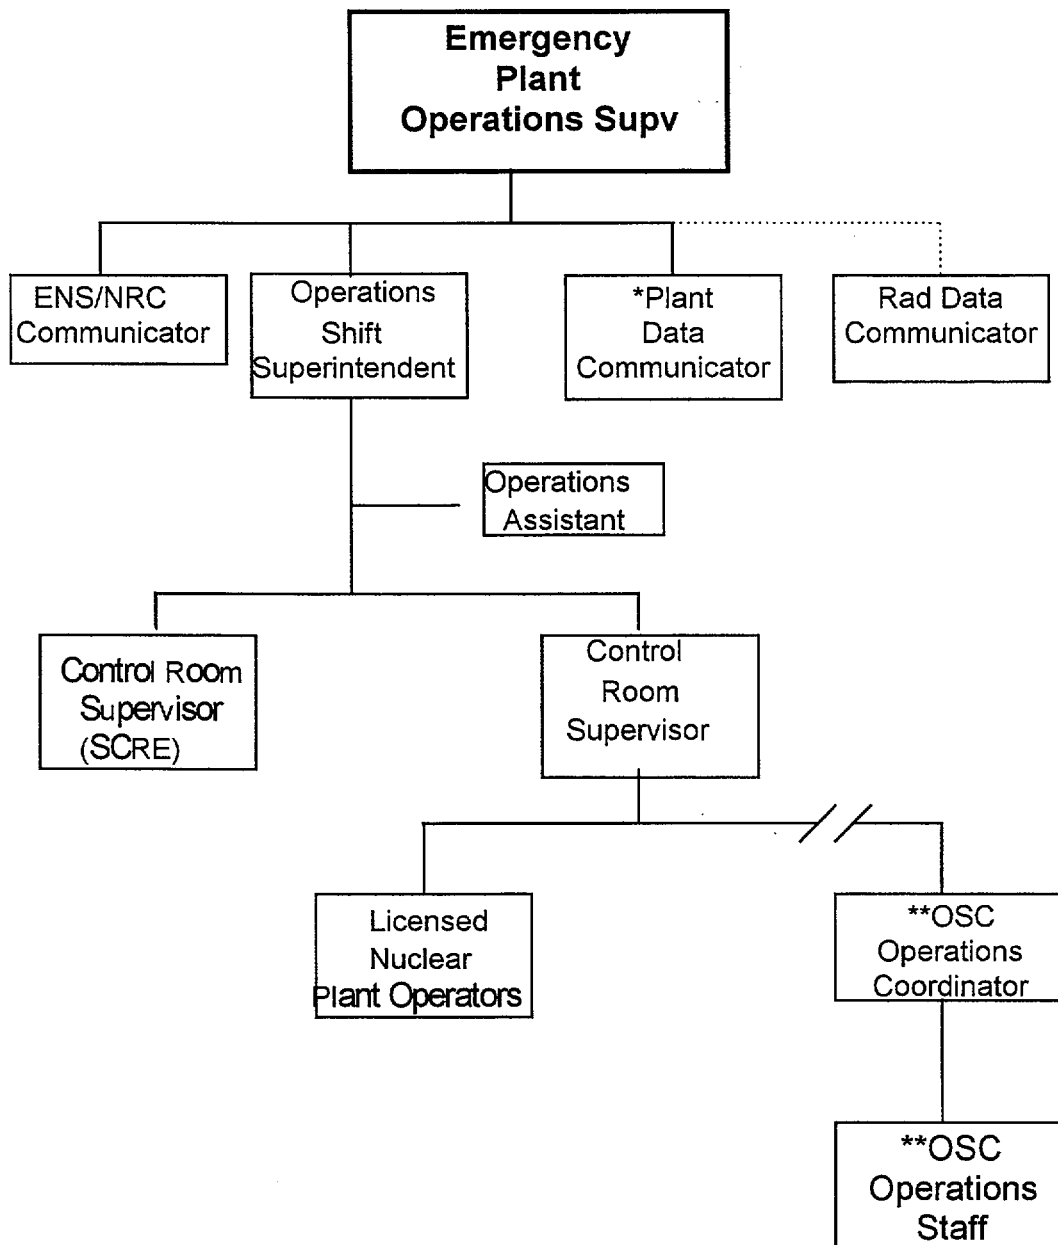 Emergency
Plant
Operations Supv
ENS/NRC
Communicator
Operations
Shift
Superintendent
*Plant
Data
Communicator
Rad Data
Communicator
Operations
Assistant
Control Room
Supervisor
(SCRE)
Control
Room
Supervisor
Licensed
Nuclear
Plant Operators
**OSC
Operations
Coordinator
**OSC
Operations
Staff